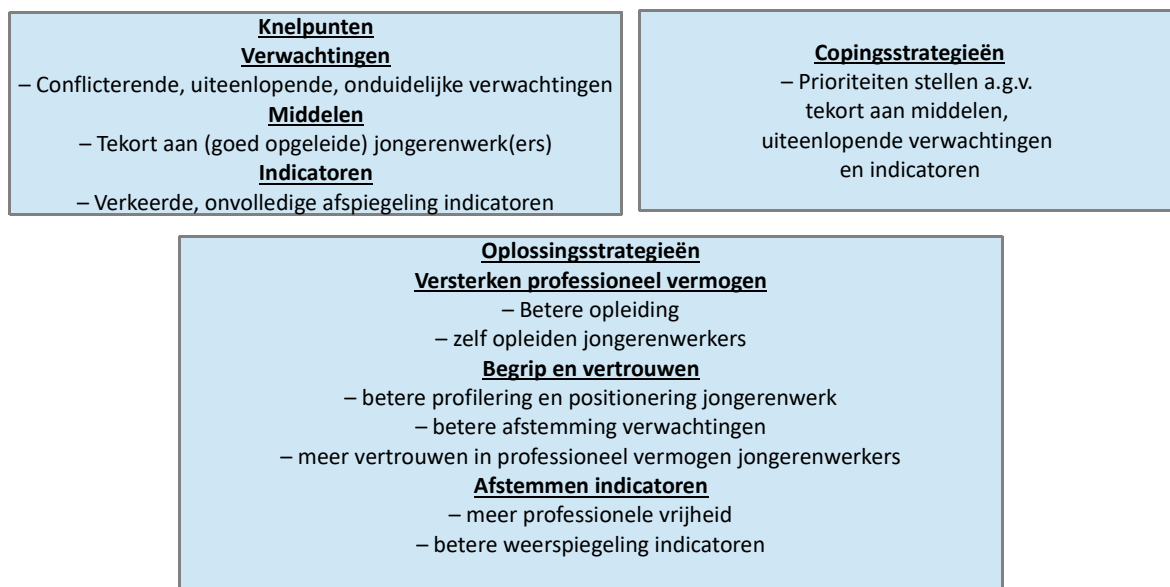 Knelpunten
Verwachtingen
– Conflicterende, uiteenlopende, onduidelijke verwachtingen
Middelen
– Tekort aan (goed opgeleide) jongerenwerk(ers)
Indicatoren
– Verkeerde, onvolledige afspiegeling indicatoren
Copingsstrategieën
– Prioriteiten stellen a.g.v.
tekort aan middelen,
uiteenlopende verwachtingen
en indicatoren
Oplossingsstrategieën
Versterken professioneel vermogen
– Betere opleiding
– zelf opleiden jongerenwerkers
Begrip en vertrouwen
– betere profilering en positionering jongerenwerk
– betere afstemming verwachtingen
– meer vertrouwen in professioneel vermogen jongerenwerkers
Afstemmen indicatoren
– meer professionele vrijheid
– betere weerspiegeling indicatoren